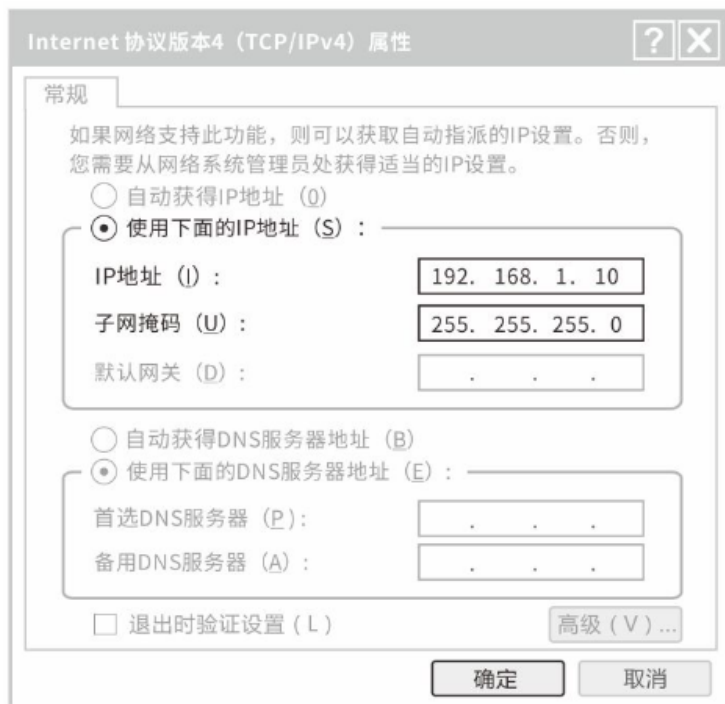 Internet 协议版本4（TCP/IPv4）属性
常规
如果网络支持此功能，则可以获取自动指派的IP设置。否则，
您需要从网络系统管理员处获得适当的IP设置。
自动获得IP地址（0）
使用下面的IP地址（S）：
IP地址（I）： 192. 168. 1. 10
子网掩码（U）： 255. 255. 255. 0
默认网关（D）： . . .
自动获得DNS服务器地址（B）
使用下面的DNS服务器地址（E）：
首选DNS服务器（P）： . . .
备用DNS服务器（A）： . . .
退出时验证设置（L） 高级（V）...
确定 取消